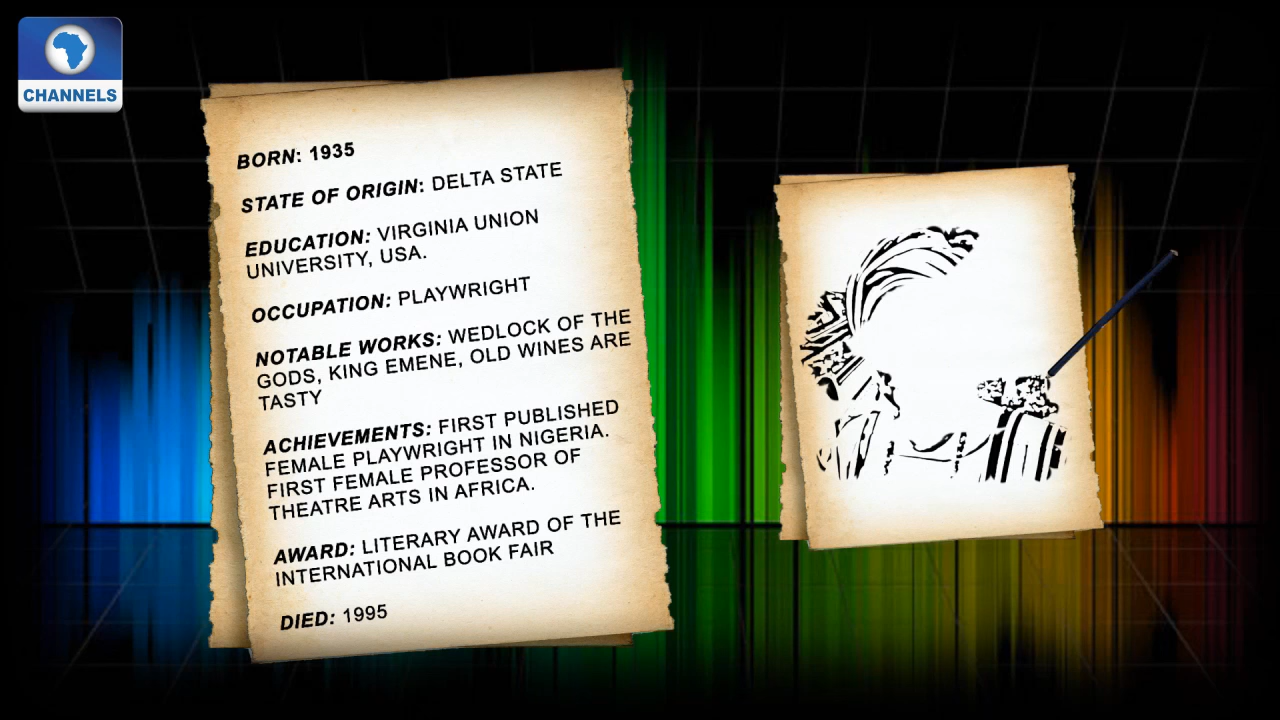 CHANNELS
BORN: 1935
STATE OF ORIGIN: DELTA STATE
EDUCATION: VIRGINIA UNION
UNIVERSITY, USA.
OCCUPATION: PLAYWRIGHT
NOTABLE WORKS: WEDLOCK OF THE
GODS, KING EMENE, OLD WINES ARE
TASTY
ACHIEVEMENTS: FIRST PUBLISHED
FEMALE PLAYWRIGHT IN NIGERIA.
FIRST FEMALE PROFESSOR OF
THEATRE ARTS IN AFRICA.
AWARD: LITERARY AWARD OF THE
INTERNATIONAL BOOK FAIR
DIED: 1995